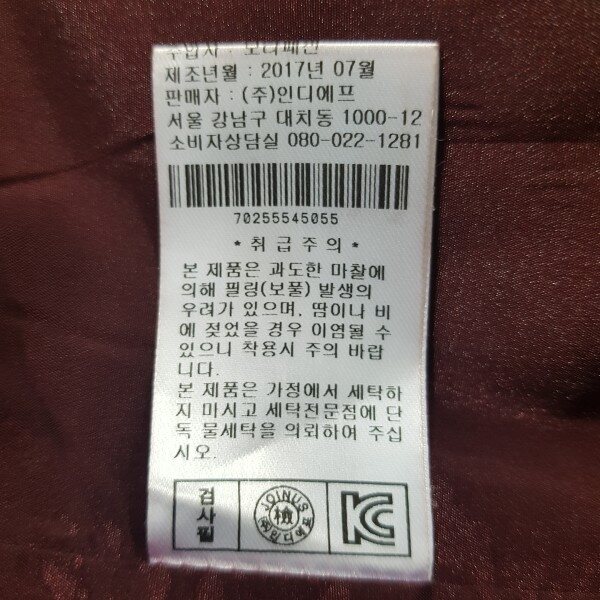 제조년월 : 2017년 07월
판매자 : (주)인디에프
서울 강남구 대치동 1000-12
소비자상담실 080-022-1281
70255545055
* 취 급 주 의 *
본 제품은 과도한 마찰에
의해 필링(보풀) 발생의
우려가 있으며, 땀이나 비
에 젖었을 경우 이염될 수
있으니 착용시 주의 바랍
니다.
본 제품은 가정에서 세탁하
지 마시고 세탁전문점에 단
독 물세탁을 의뢰하여 주십
시오.
검사필
JOINUS
檢
(주)인디에프
KC